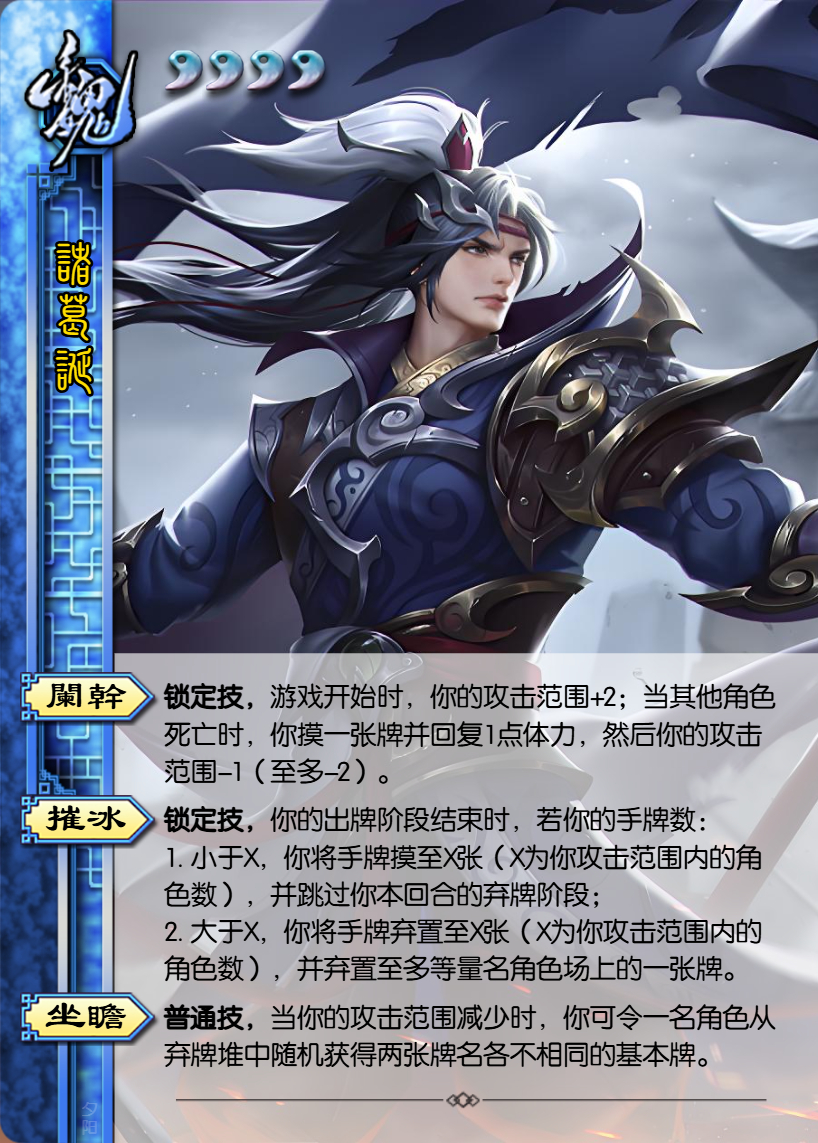 魏
諸葛誕
闌幹
锁定技，游戏开始时，你的攻击范围+2；当其他角色
死亡时，你摸一张牌并回复1点体力，然后你的攻击
范围-1（至多-2）。
摧冰
锁定技，你的出牌阶段结束时，若你的手牌数：
1. 小于X，你将手牌摸至X张（X为你攻击范围内的角
色数），并跳过你本回合的弃牌阶段；
2. 大于X，你将手牌弃置至X张（X为你攻击范围内的
角色数），并弃置至多等量名角色场上的一张牌。
坐瞻
普通技，当你的攻击范围减少时，你可令一名角色从
弃牌堆中随机获得两张牌名各不相同的基本牌。
夕阳